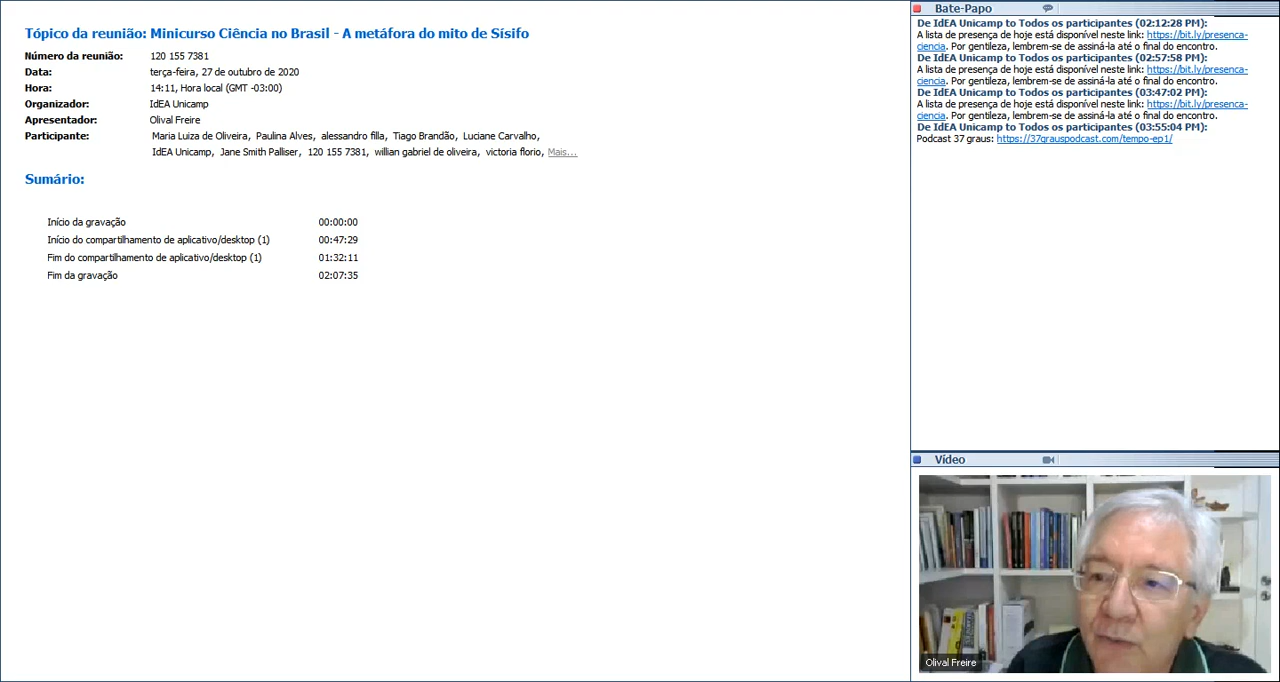 Tópico da reunião: Minicurso Ciência no Brasil - A metáfora do mito de Sísifo
Número da reunião: 120 155 7381
Data: terça-feira, 27 de outubro de 2020
Hora: 14:11, Hora local (GMT -03:00)
Organizador: IdEA Unicamp
Apresentador: Olival Freire
Participante: Maria Luiza de Oliveira, Paulina Alves, alessandro filla, Tiago Brandão, Luciane Carvalho,
IdEA Unicamp, Jane Smith Palliser, 120 155 7381, willian gabriel de oliveira, victoria florio, Mais...
Sumário:
Início da gravação 00:00:00
Início do compartilhamento de aplicativo/desktop (1) 00:47:29
Fim do compartilhamento de aplicativo/desktop (1) 01:32:11
Fim da gravação 02:07:35
Bate-Papo
De IdEA Unicamp to Todos os participantes (02:12:28 PM):
A lista de presença de hoje está disponível neste link: https://bit.ly/presenca-
ciencia. Por gentileza, lembrem-se de assiná-la até o final do encontro.
De IdEA Unicamp to Todos os participantes (02:57:58 PM):
A lista de presença de hoje está disponível neste link: https://bit.ly/presenca-
ciencia. Por gentileza, lembrem-se de assiná-la até o final do encontro.
De IdEA Unicamp to Todos os participantes (03:47:02 PM):
A lista de presença de hoje está disponível neste link: https://bit.ly/presenca-
ciencia. Por gentileza, lembrem-se de assiná-la até o final do encontro.
De IdEA Unicamp to Todos os participantes (03:55:04 PM):
Podcast 37 graus: https://37grauspodcast.com/tempo-ep1/
Vídeo
Olival Freire